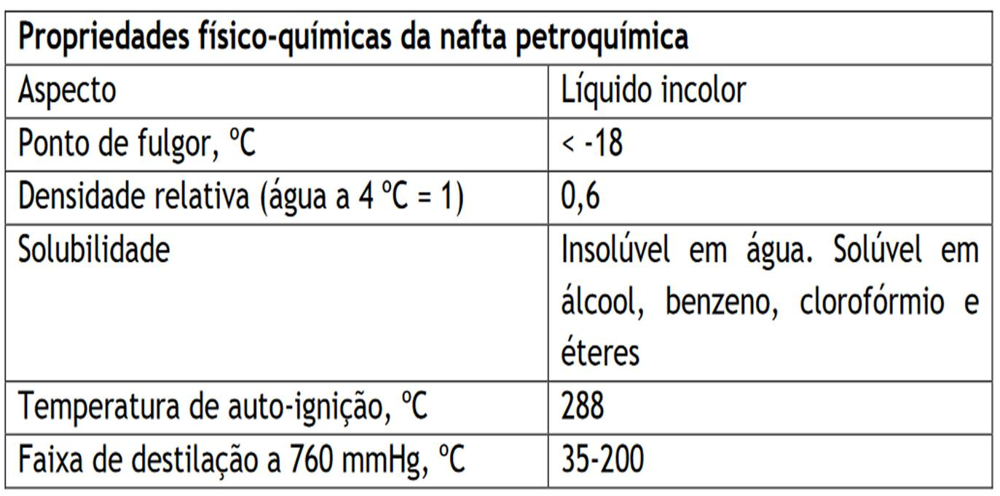 Propriedades físico-químicas da nafta petroquímica
Aspecto Líquido incolor
Ponto de fulgor, ºC < -18
Densidade relativa (água a 4 ºC = 1) 0,6
Solubilidade Insolúvel em água. Solúvel em
álcool, benzeno, clorofórmio e
éteres
Temperatura de auto-ignição, ºC 288
Faixa de destilação a 760 mmHg, ºC 35-200